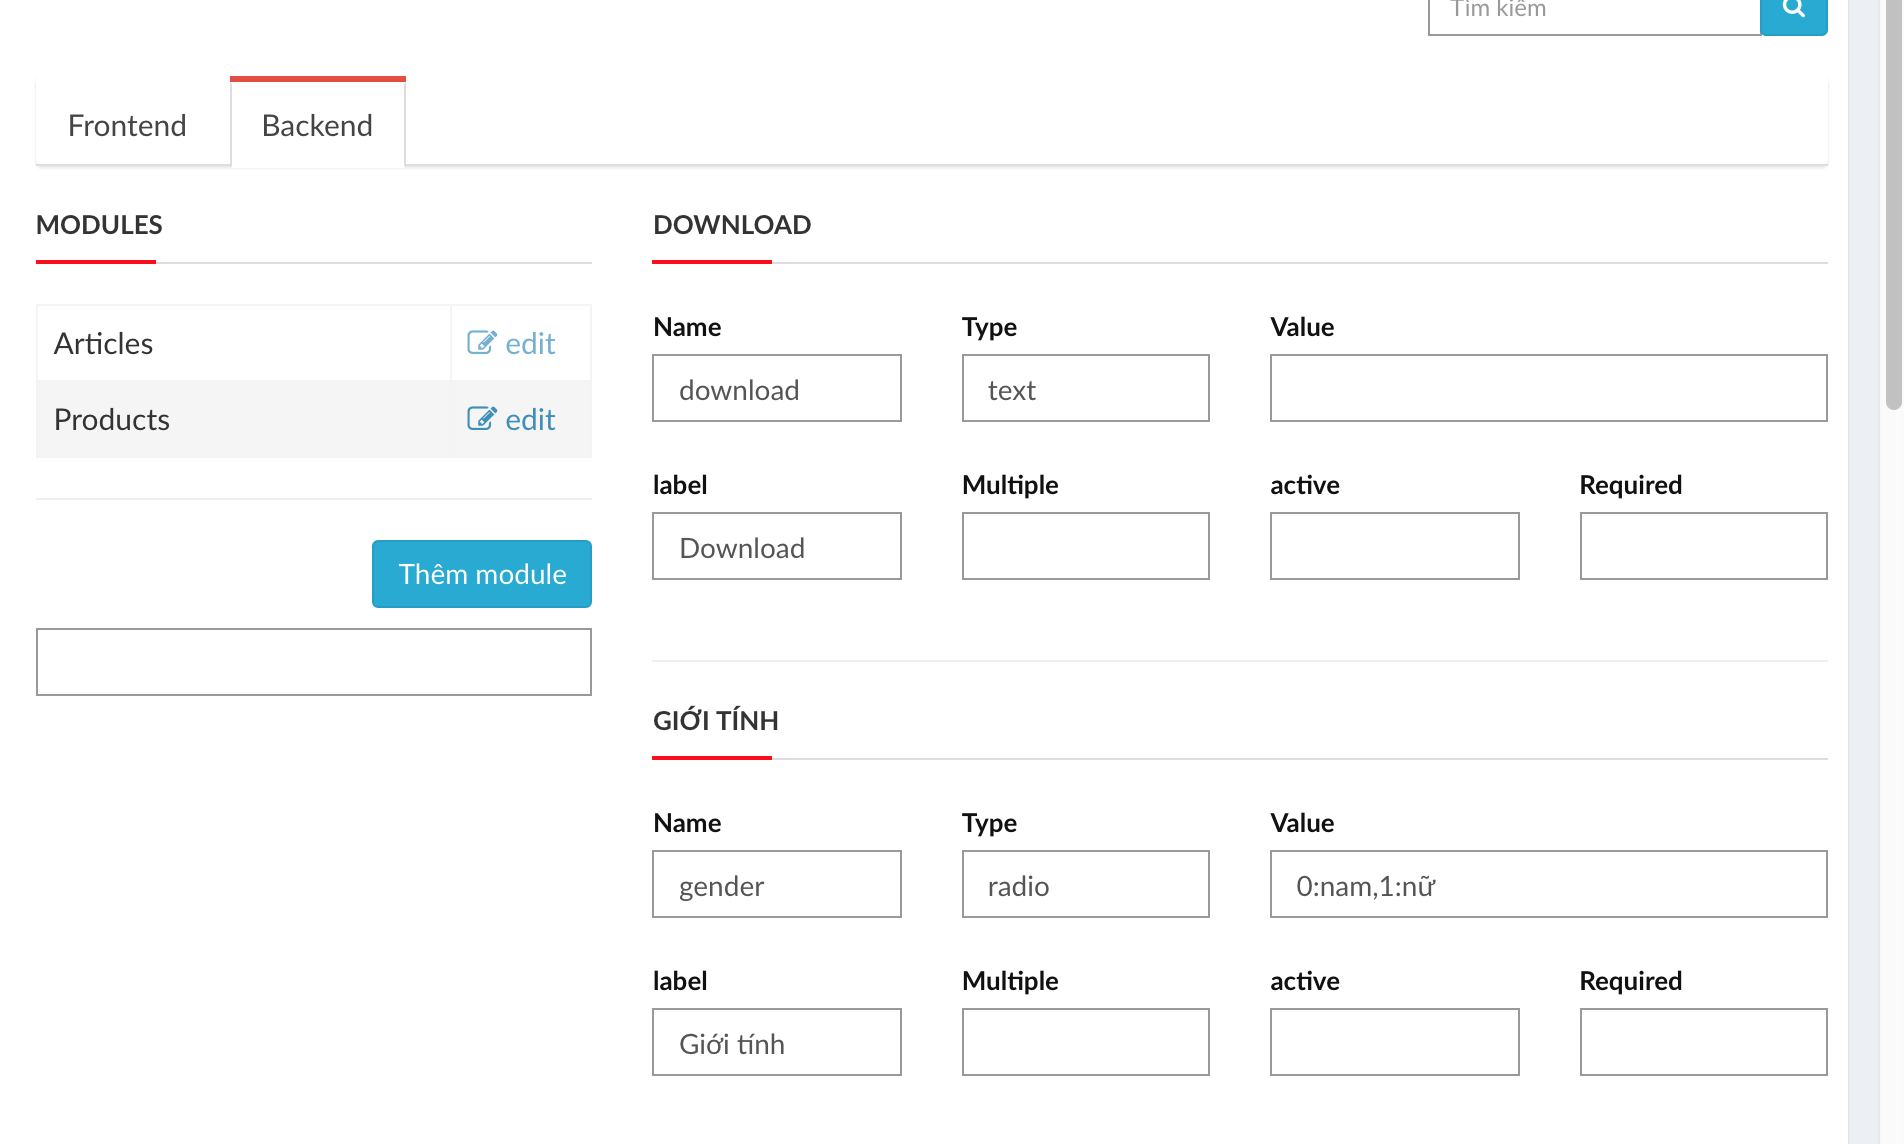 Tìm kiếm
Frontend
Backend
MODULES
Articles
edit
Products
edit
Thêm module
DOWNLOAD
Name
Type
Value
download
text
label
Multiple
active
Required
Download
GIỚI TÍNH
Name
Type
Value
gender
radio
0:nam,1:nữ
label
Multiple
active
Required
Giới tính